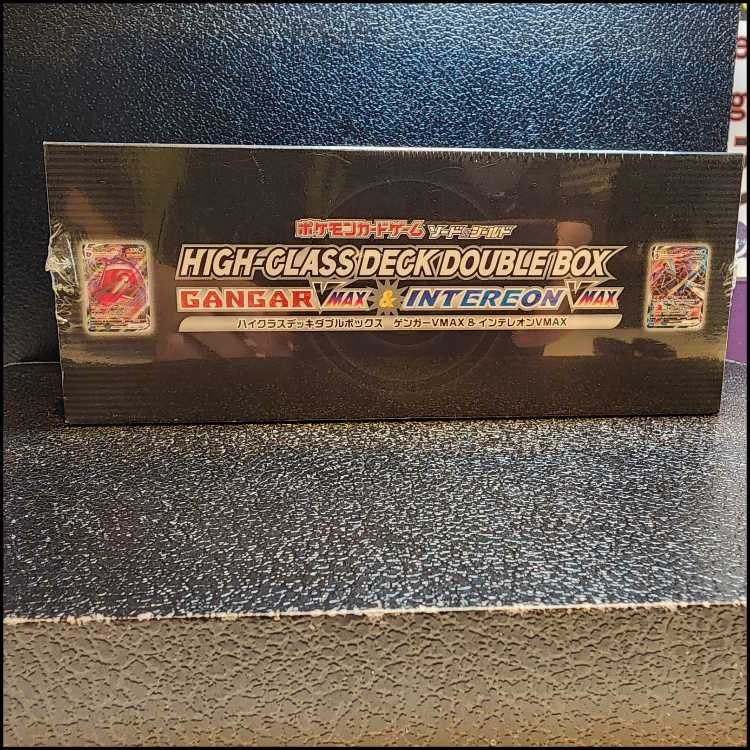 ポケモンカードゲーム ソード&シールド
HIGH-CLASS DECK DOUBLE BOX
GANGAR VMAX & INTEREON VMAX
ハイクラスデッキダブルボックス ゲンガーVMAX & インテレオンVMAX